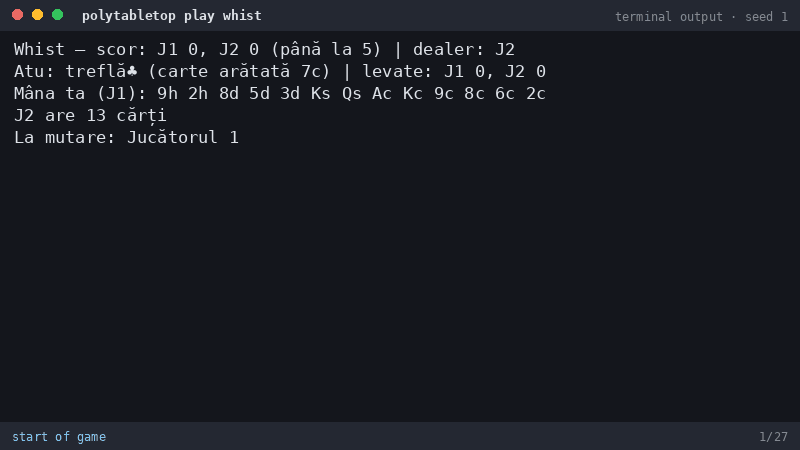 polytabletop play whist
terminal output · seed 1
Whist — scor: J1 0, J2 0 (până la 5) | dealer: J2
Atu: treflă♣ (carte arătată 7c) | levate: J1 0, J2 0
Mâna ta (J1): 9h 2h 8d 5d 3d Ks Qs Ac Kc 9c 8c 6c 2c
J2 are 13 cărți
La mutare: Jucătorul 1
start of game
1/27